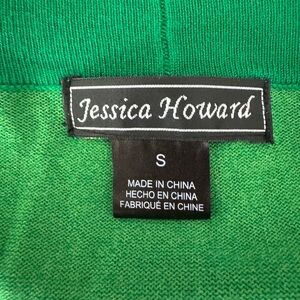 Jessica Howard
S
MADE IN CHINA
HECHO EN CHINA
FABRIQUÉ EN CHINE